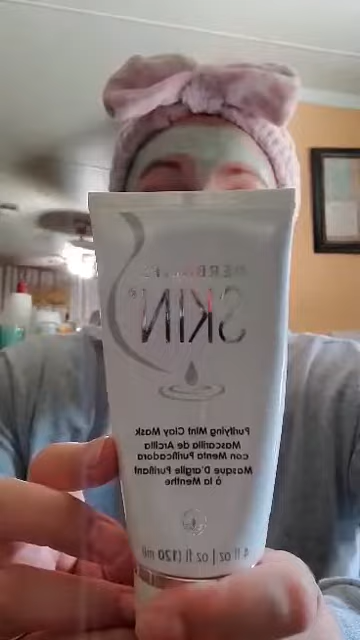 HERBALIFE
SKIN®
Purifying Mint Clay Mask
Mascarilla de Arcilla
con Menta Purificadora
Masque D'argile Purifiant
à la Menthe
4 fl oz | oz fl (120 ml)